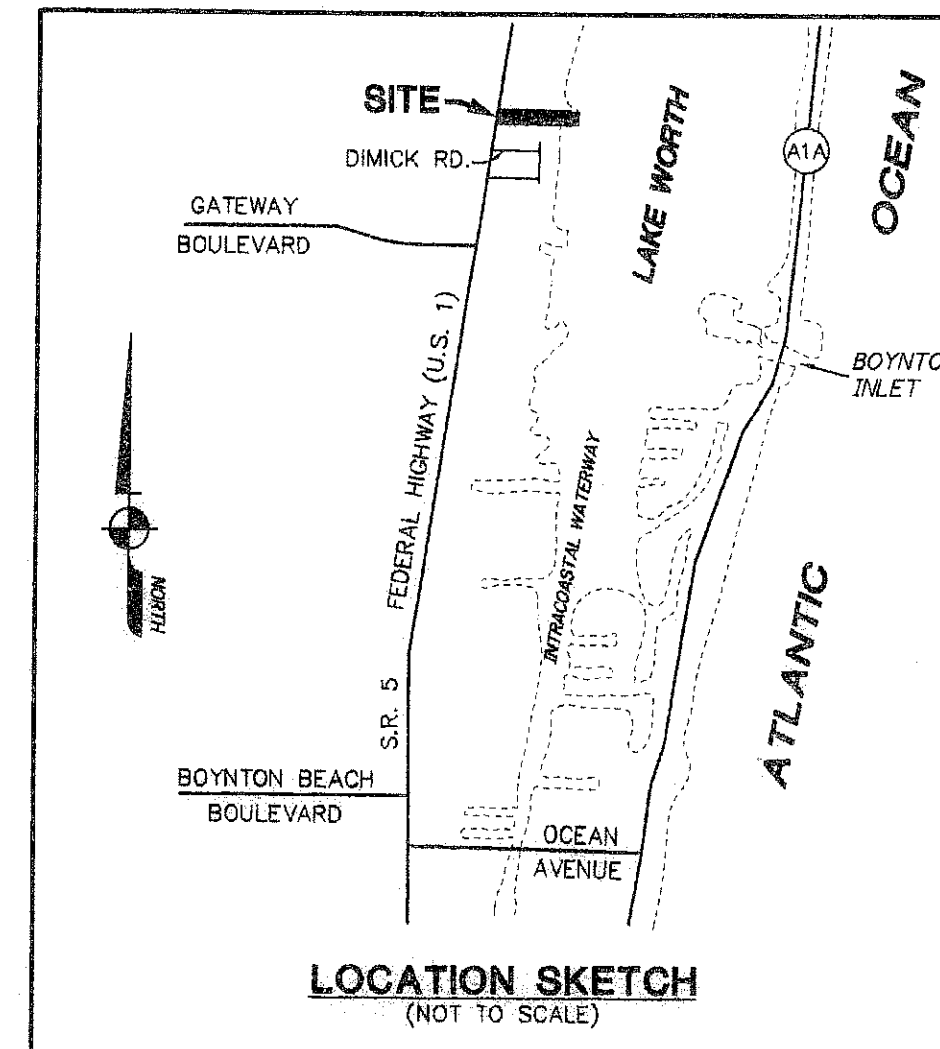 SITE
DIMICK RD.
GATEWAY
BOULEVARD
LAKE WORTH
A1A
OCEAN
BOYNTO
INLET
FEDERAL HIGHWAY (U.S. 1)
INTRACOASTAL WATERWAY
NORTH
S.R. 5
ATLANTIC
BOYNTON BEACH
BOULEVARD
OCEAN
AVENUE
LOCATION SKETCH
(NOT TO SCALE)